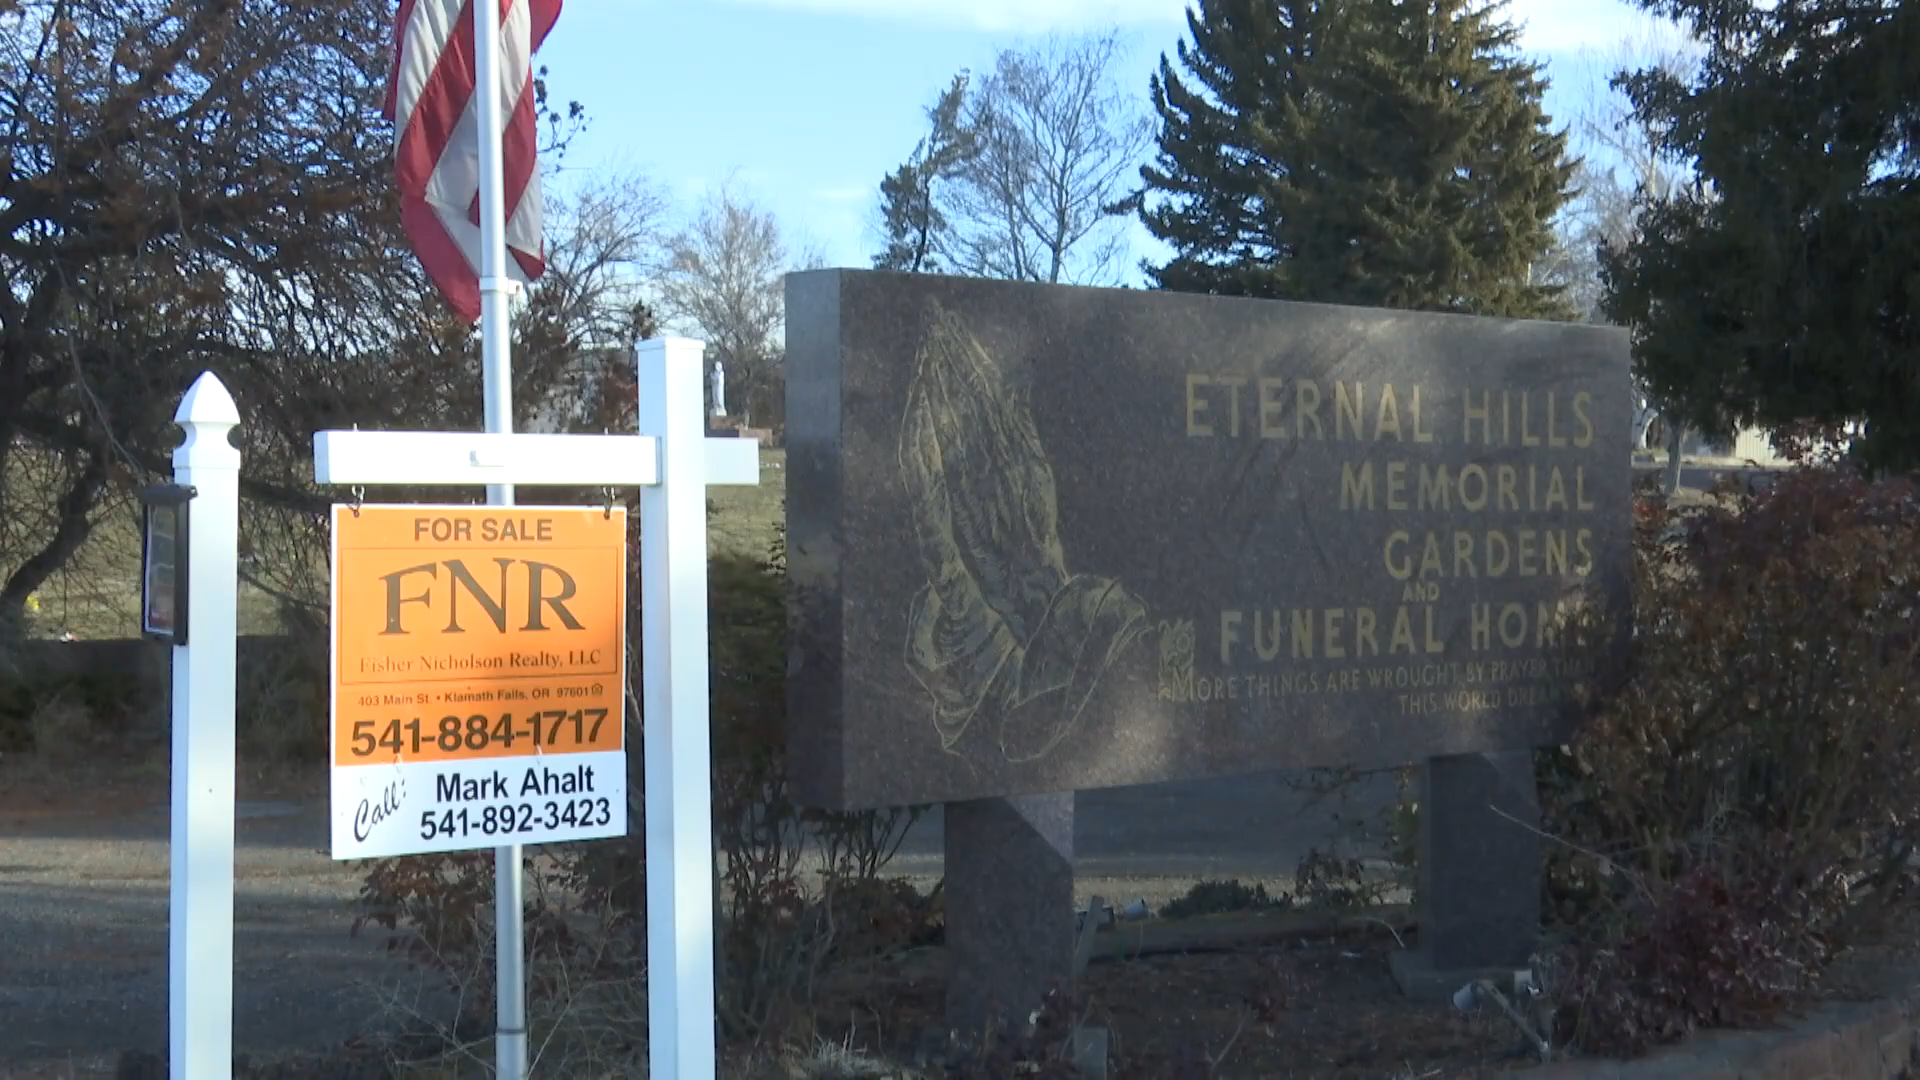 FOR SALE
FNR
Fisher Nicholson Realty, LLC
403 Main St. • Klamath Falls, OR 97601
541-884-1717
Call:
Mark Ahalt
541-892-3423
ETERNAL HILLS
MEMORIAL
GARDENS
AND
FUNERAL HOME
MORE THINGS ARE WROUGHT BY PRAYER THAN
THIS WORLD